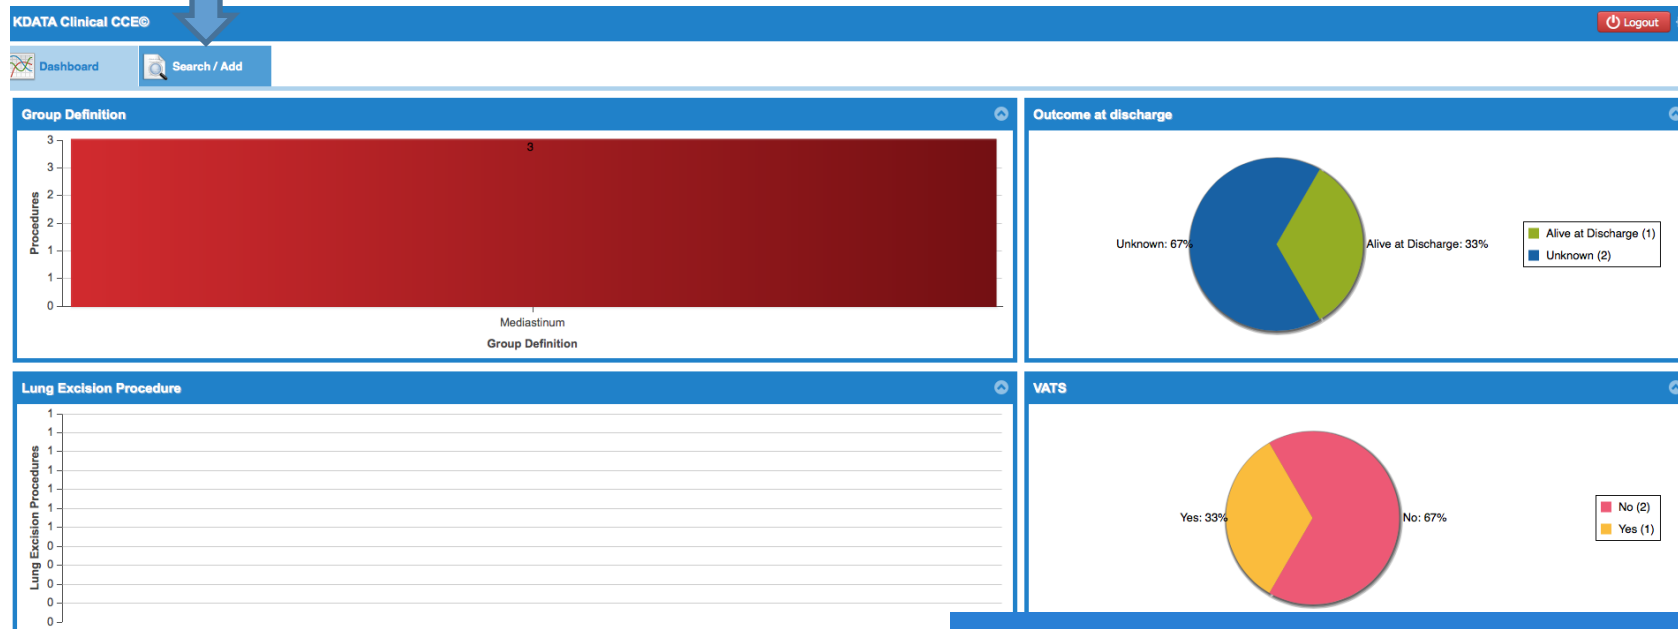 KDATA Clinical CCE©
Logout
Dashboard
Search / Add
Group Definition
3
3
2
2
1
1
0
Procedures
3
Mediastinum
Group Definition
Outcome at discharge
Unknown: 67%
Alive at Discharge: 33%
Alive at Discharge (1)
Unknown (2)
Lung Excision Procedure
1
1
1
1
1
1
1
0
0
0
0
0
Lung Excision Procedures
VATS
Yes: 33%
No: 67%
No (2)
Yes (1)